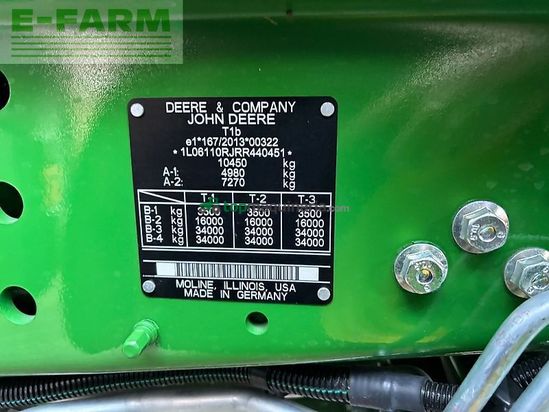 E-FARM
DEERE & COMPANY
JOHN DEERE
T1b
e1*167/2013*00322
*1L06110RJRR440451*
10450 kg
A-1: 4980 kg
A-2: 7270 kg
T-1 T-2 T-3
B-1 kg 3500 3500 3500
B-2 kg 16000 16000 16000
B-3 kg 34000 34000 34000
B-4 kg 34000 34000 34000
MOLINE, ILLINOIS, USA
MADE IN GERMANY